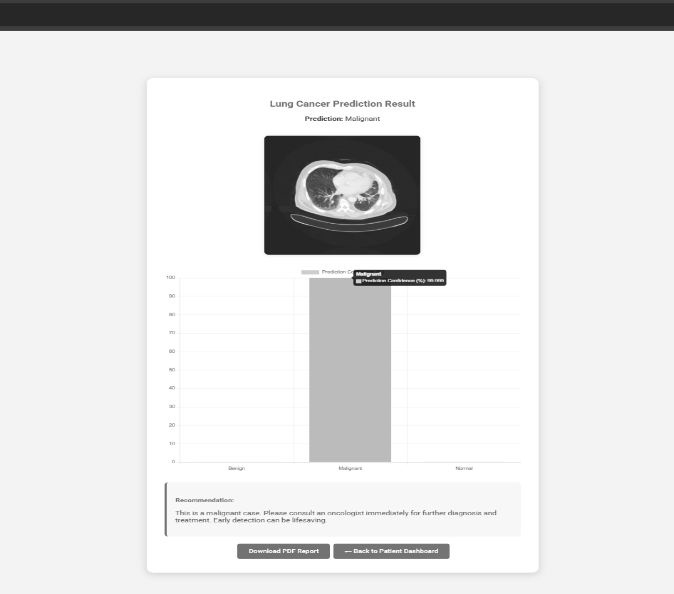 Lung Cancer Prediction Result
Prediction: Malignant
Prediction
Malignant
Prediction Confidence (%): 99.999
100
90
80
70
60
50
40
30
20
10
0
Benign Malignant Normal
Recommendation:
This is a malignant case. Please consult an oncologist immediately for further diagnosis and
treatment. Early detection can be lifesaving.
Download PDF Report ← Back to Patient Dashboard